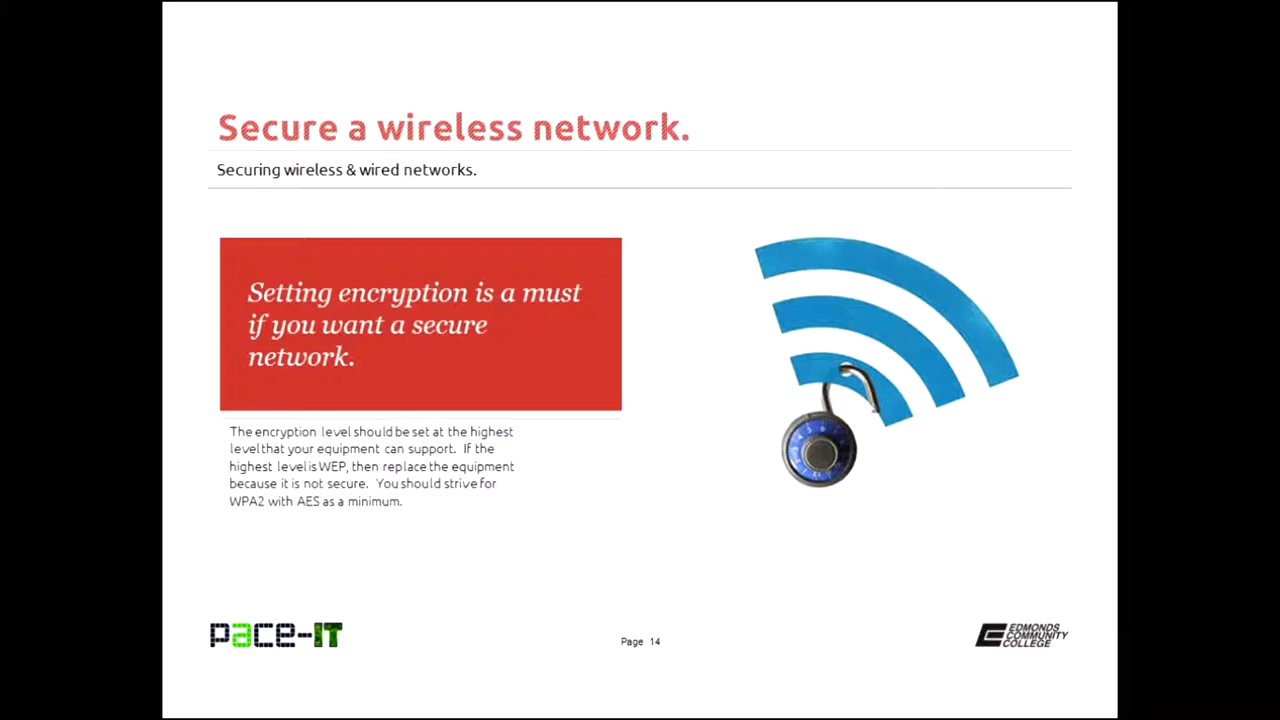 Secure a wireless network.
Securing wireless & wired networks.
Setting encryption is a must
if you want a secure
network.
The encryption level should be set at the highest
level that your equipment can support. If the
highest level is WEP, then replace the equipment
because it is not secure. You should strive for
WPA2 with AES as a minimum.
pace-IT
Page 14
EDMONDS
COMMUNITY
COLLEGE